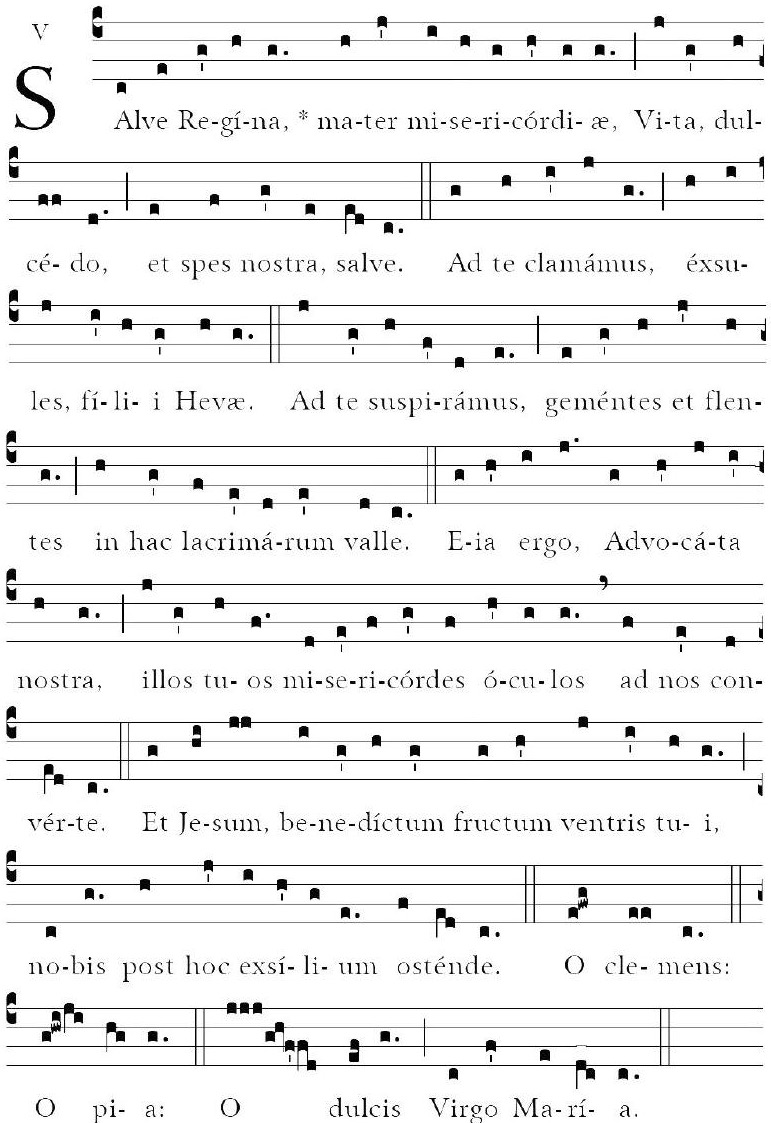 V
SAlve Re-gí-na, * ma-ter mi-se-ri-córdi- æ, Vi-ta, dul-
cé- do, et spes nostra, salve. Ad te clamámus, éxsu-
les, fí- li- i Hevæ. Ad te suspi-rámus, geméntes et flen-
tes in hac lacrimá-rum valle. E-ia ergo, Advo-cá-ta
nostra, illos tu- os mi-se-ri-córdes ó-cu-los ad nos con-
vér-te. Et Je-sum, be-ne-díctum fructum ventris tu- i,
no-bis post hoc exsí- li- um osténde. O cle- mens:
O pi- a: O dulcis Virgo Ma-rí- a.